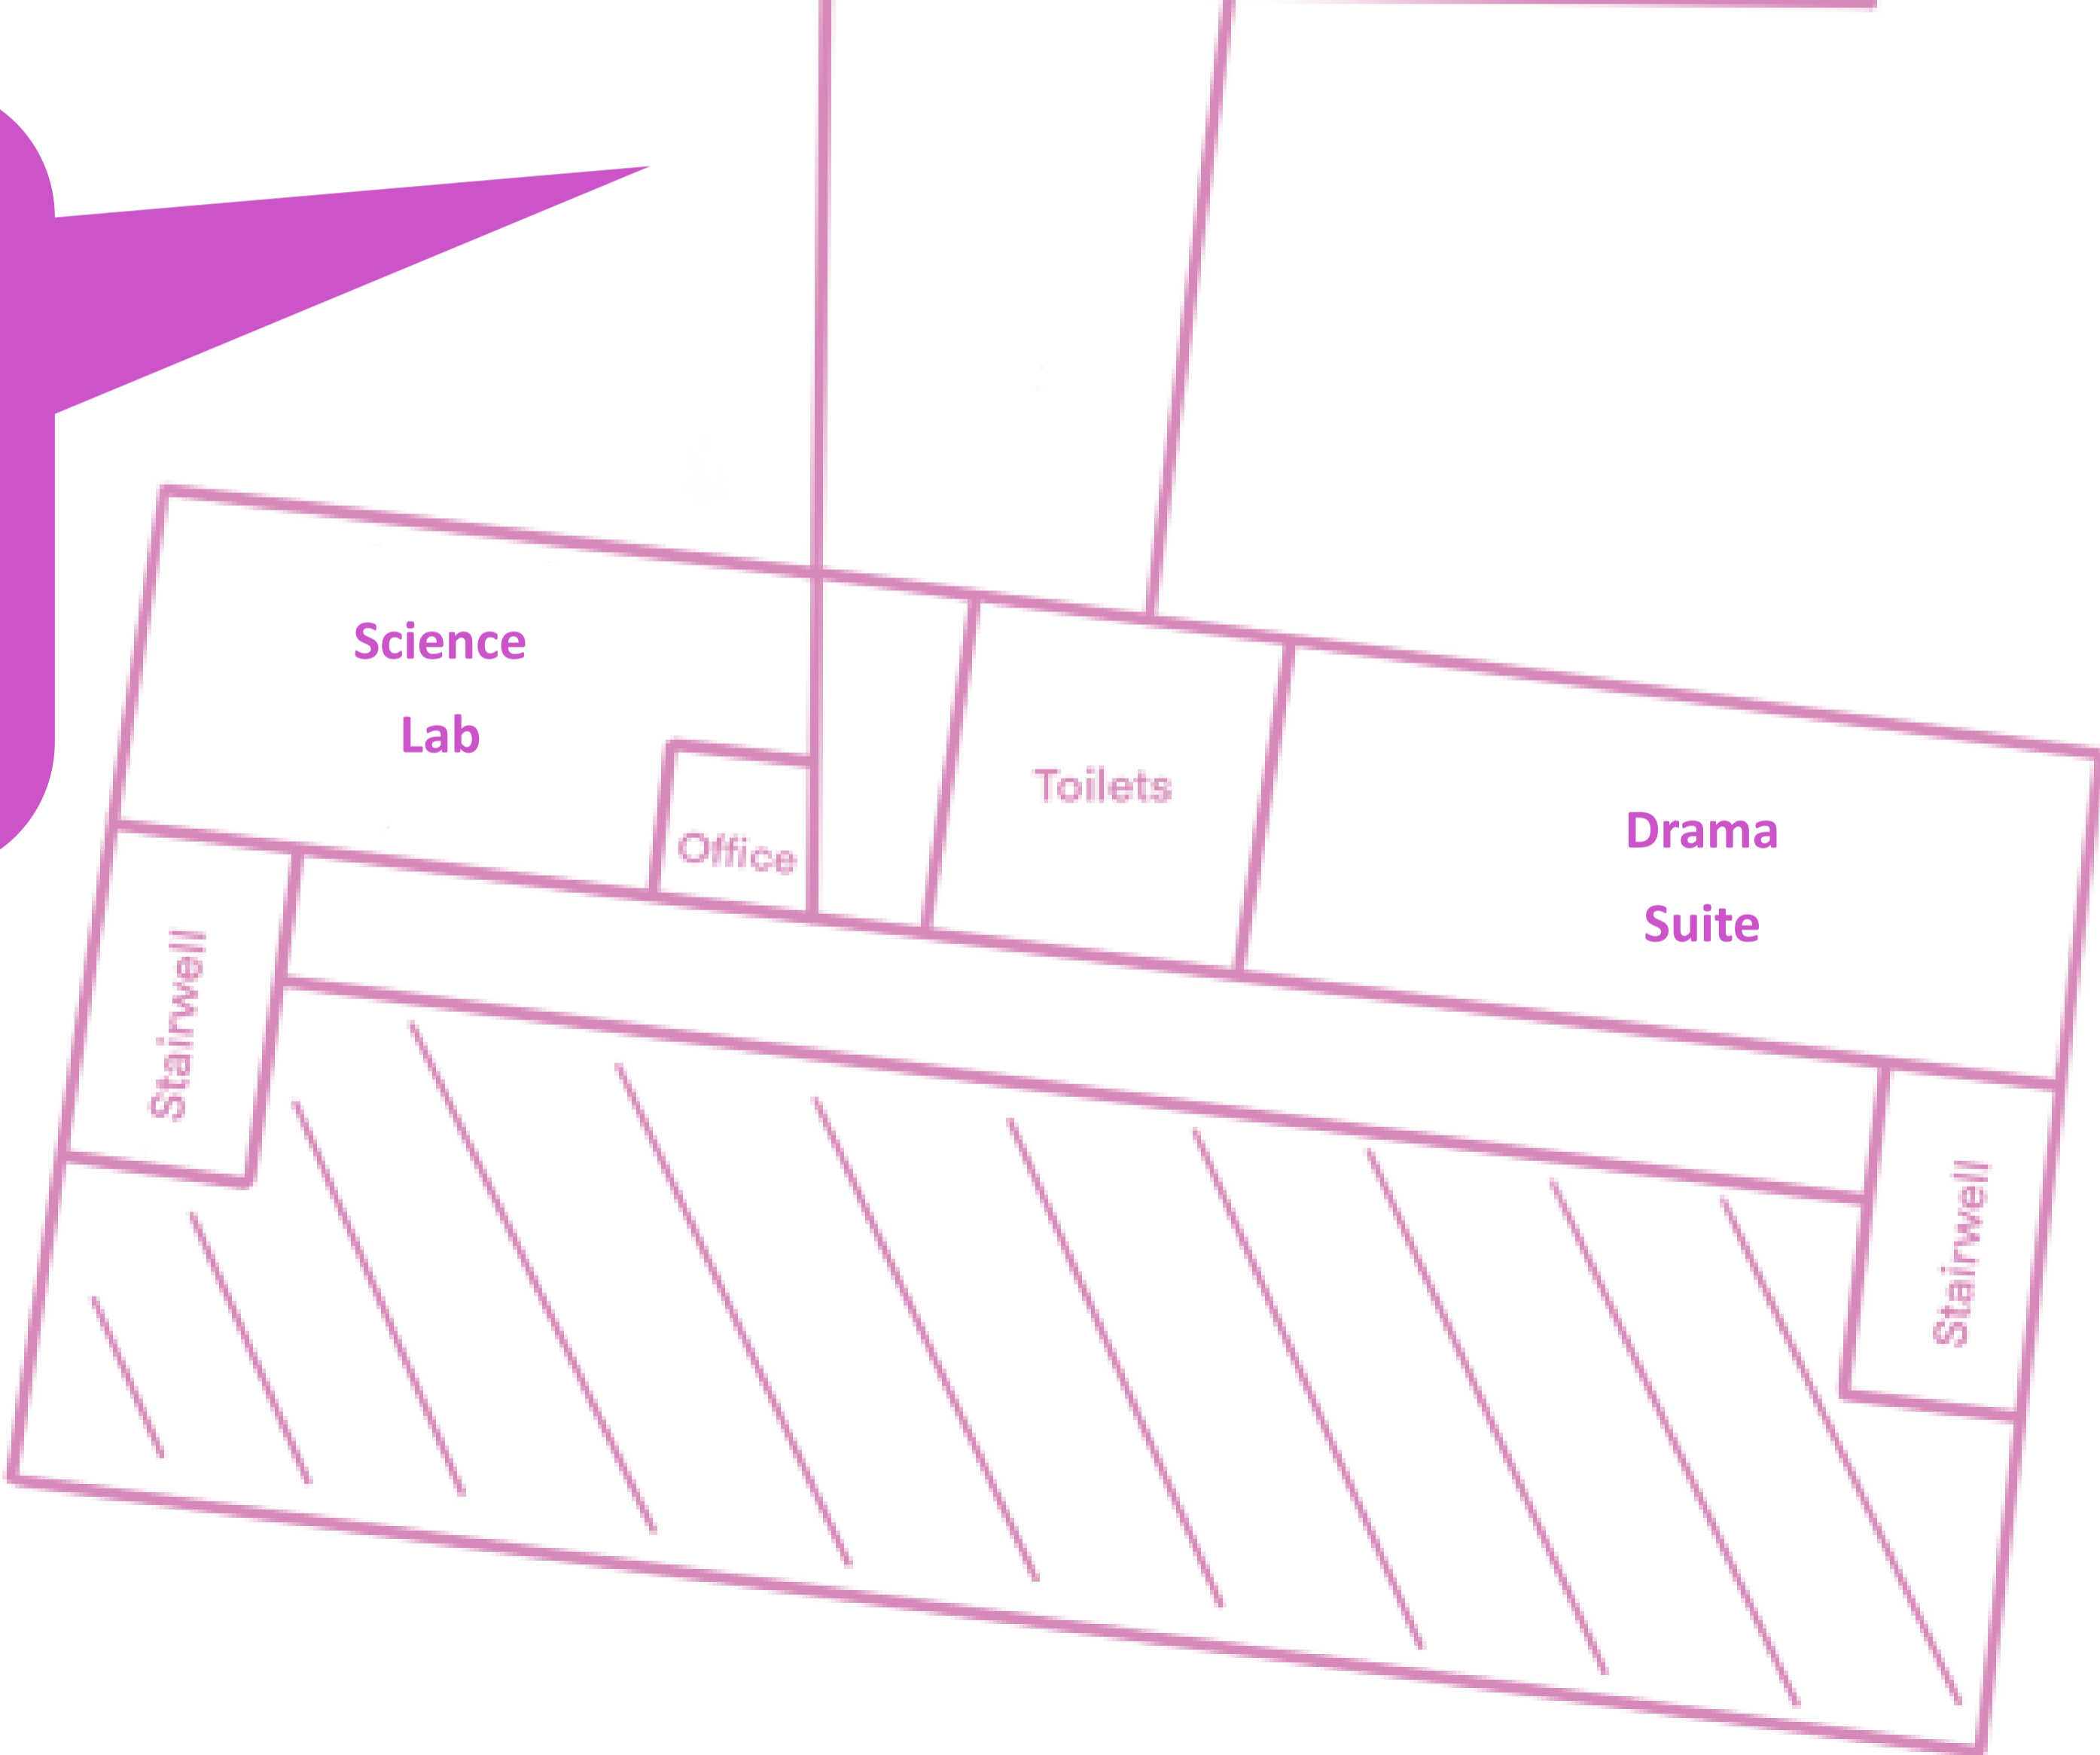 Science
Lab
Office
Toilets
Drama
Suite
Stairwell
Stairwell